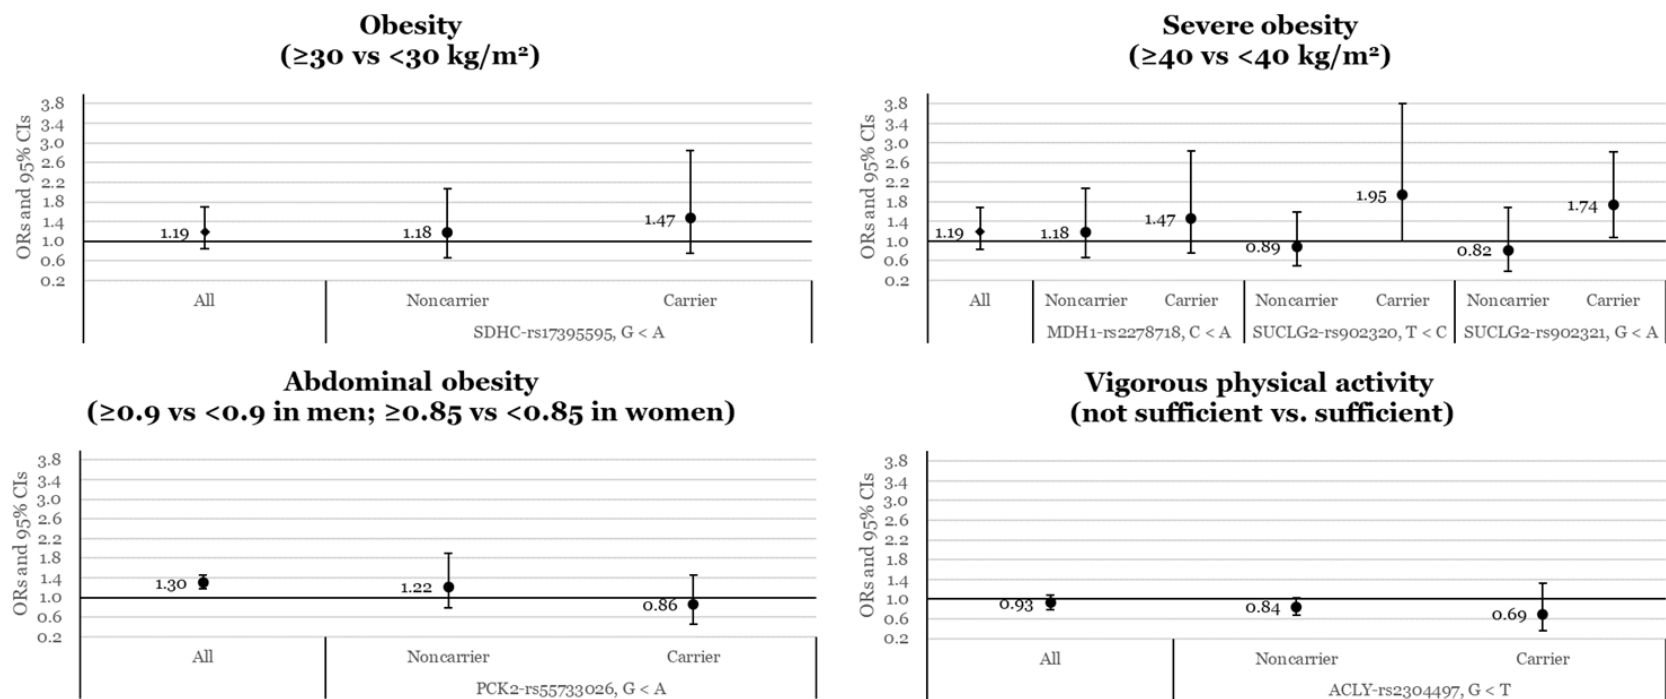 Obesity
(≥30 vs <30 kg/m²)
ORs and 95% CIs
3.8
3.4
3.0
2.6
2.2
1.8
1.4
1.0
0.6
0.2
1.19
1.18
1.47
All
Noncarrier
Carrier
SDHC-rs17395595, G < A
Severe obesity
(≥40 vs <40 kg/m²)
ORs and 95% CIs
3.8
3.4
3.0
2.6
2.2
1.8
1.4
1.0
0.6
0.2
1.19
1.18
1.47
0.89
1.95
0.82
1.74
All
Noncarrier
Carrier
Noncarrier
Carrier
Noncarrier
Carrier
MDH1-rs2278718, C < A
SUCLG2-rs902320, T < C
SUCLG2-rs902321, G < A
Abdominal obesity
(≥0.9 vs <0.9 in men; ≥0.85 vs <0.85 in women)
ORs and 95% CIs
3.8
3.4
3.0
2.6
2.2
1.8
1.4
1.0
0.6
0.2
1.30
1.22
0.86
All
Noncarrier
Carrier
PCK2-rs55733026, G < A
Vigorous physical activity
(not sufficient vs. sufficient)
ORs and 95% CIs
3.8
3.4
3.0
2.6
2.2
1.8
1.4
1.0
0.6
0.2
0.93
0.84
0.69
All
Noncarrier
Carrier
ACLY-rs2304497, G < T